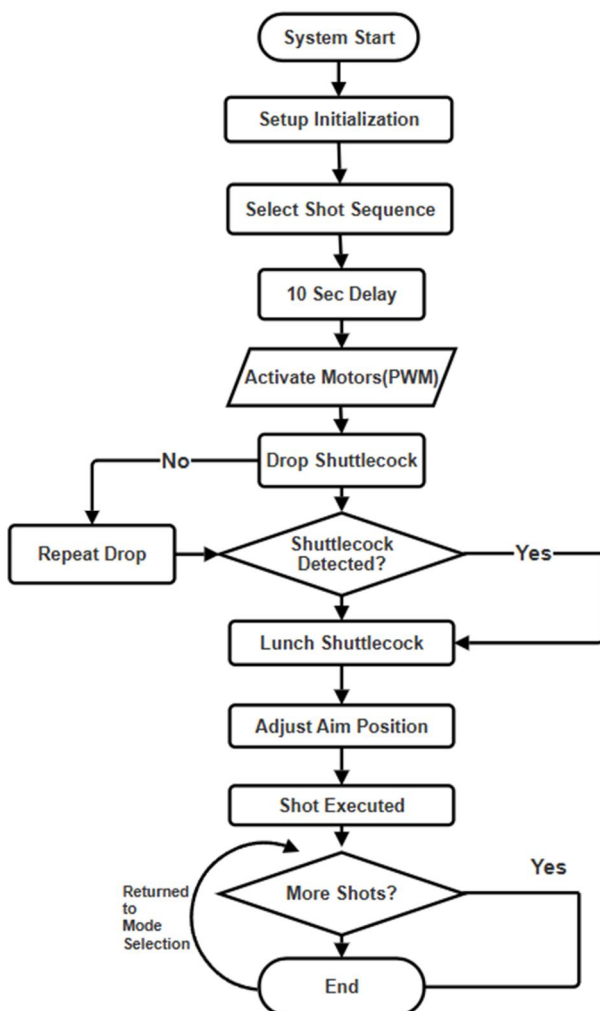 System Start
Setup Initialization
Select Shot Sequence
10 Sec Delay
Activate Motors(PWM)
No
Drop Shuttlecock
Repeat Drop
Shuttlecock
Detected?
Yes
Lunch Shuttlecock
Adjust Aim Position
Shot Executed
Yes
More Shots?
Returned
to
Mode
Selection
End